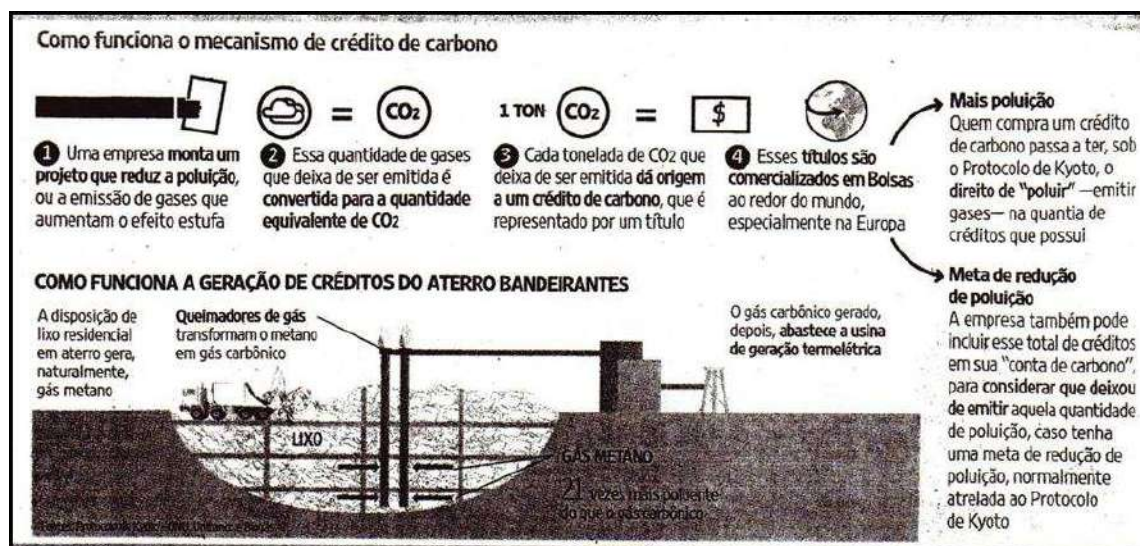 Como funciona o mecanismo de crédito de carbono
= CO2
1 TON CO2 = $
1 Uma empresa monta um
projeto que reduz a poluição,
ou a emissão de gases que
aumentam o efeito estufa
2 Essa quantidade de gases
que deixa de ser emitida é
convertida para a quantidade
equivalente de CO2
3 Cada tonelada de CO2 que
deixa de ser emitida dá origem
a um crédito de carbono, que é
representado por um título
4 Esses títulos são
comercializados em Bolsas
ao redor do mundo,
especialmente na Europa
Mais poluição
Quem compra um crédito
de carbono passa a ter, sob
o Protocolo de Kyoto, o
direito de "poluir" —emitir
gases— na quantia de
créditos que possui
Meta de redução
de poluição
A empresa também pode
incluir esse total de créditos
em sua "conta de carbono",
para considerar que deixou
de emitir aquela quantidade
de poluição, caso tenha
uma meta de redução de
poluição, normalmente
atrelada ao Protocolo
de Kyoto
COMO FUNCIONA A GERAÇÃO DE CRÉDITOS DO ATERRO BANDEIRANTES
A disposição de
lixo residencial
em aterro gera,
naturalmente,
gás metano
Queimadores de gás
transformam o metano
em gás carbônico
O gás carbônico gerado,
depois, abastece a usina
de geração termelétrica
LIXO
GÁS METANO
21 vezes mais poluente
do que o gás carbônico